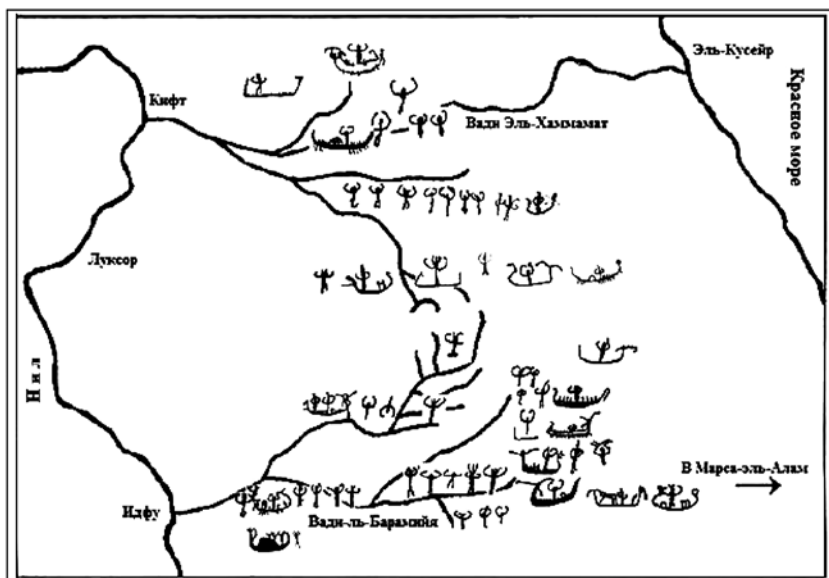 Эль-Кусейр
Красное море
Кифт
Вади Эль-Хаммамат
Луксор
Нил
В Марса-эль-Алам
Идфу
Вади-ль-Барамийя